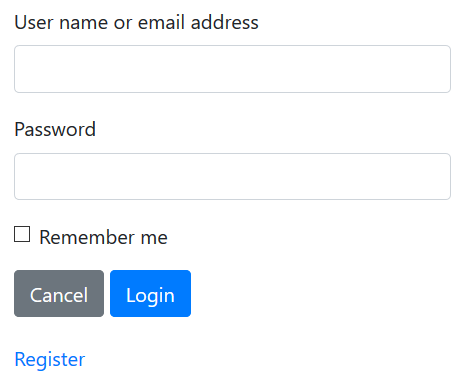 User name or email address
Password
Remember me
Cancel Login
Register